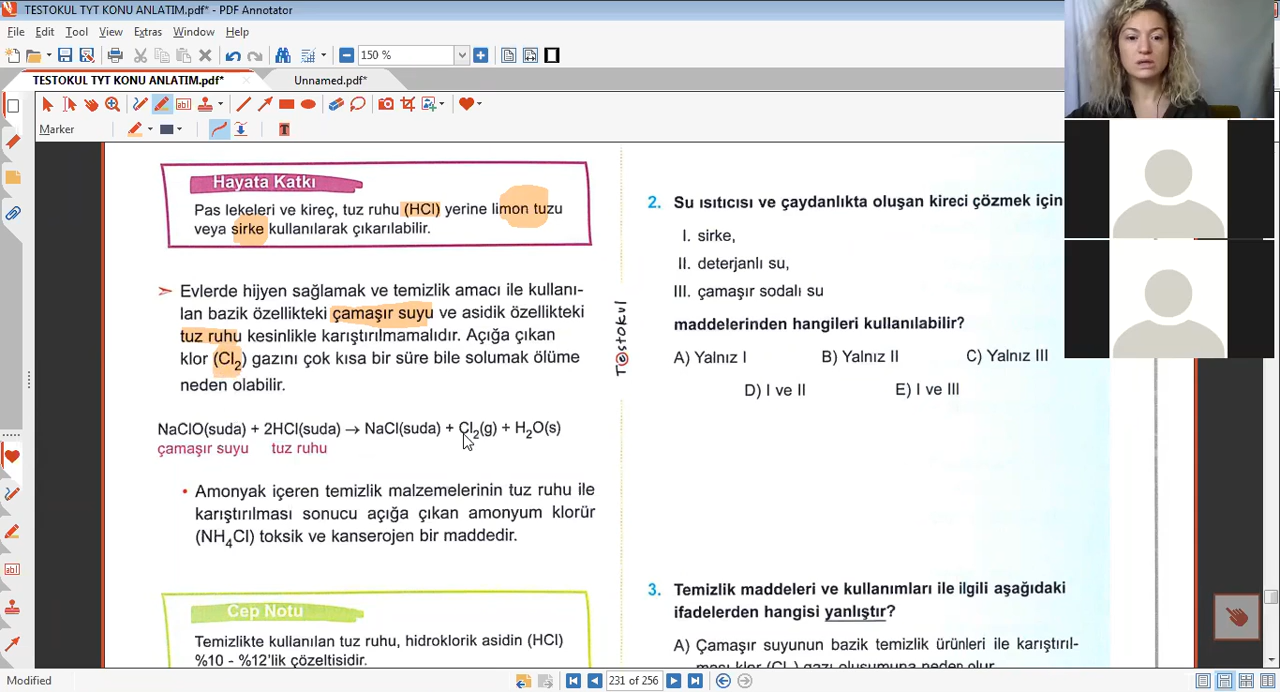 TESTOKUL TYT KONU ANLATIM.pdf* - PDF Annotator
File Edit Tool View Extras Window Help
150 %
TESTOKUL TYT KONU ANLATIM.pdf* Unnamed.pdf*
Marker
Hayata Katkı
Pas lekeleri ve kireç, tuz ruhu (HCl) yerine limon tuzu
veya sirke kullanılarak çıkarılabilir.
➢ Evlerde hijyen sağlamak ve temizlik amacı ile kullanı-
lan bazik özellikteki çamaşır suyu ve asidik özellikteki
tuz ruhu kesinlikle karıştırılmamalıdır. Açığa çıkan
klor (Cl₂) gazını çok kısa bir süre bile solumak ölüme
neden olabilir.
NaClO(suda) + 2HCl(suda) → NaCl(suda) + Cl₂(g) + H₂O(s)
çamaşır suyu tuz ruhu
• Amonyak içeren temizlik malzemelerinin tuz ruhu ile
karıştırılması sonucu açığa çıkan amonyum klorür
(NH₄Cl) toksik ve kanserojen bir maddedir.
Cep Notu
Temizlikte kullanılan tuz ruhu, hidroklorik asidin (HCl)
%10 - %12'lik çözeltisidir.
Testokul
2. Su ısıtıcısı ve çaydanlıkta oluşan kireci çözmek için
I. sirke,
II. deterjanlı su,
III. çamaşır sodalı su
maddelerinden hangileri kullanılabilir?
A) Yalnız I B) Yalnız II C) Yalnız III
D) I ve II E) I ve III
3. Temizlik maddeleri ve kullanımları ile ilgili aşağıdaki
ifadelerden hangisi yanlıştır?
A) Çamaşır suyunun bazik temizlik ürünleri ile karıştırıl-
ması klor (Cl₂) gazı oluşumuna neden olur.
Modified 231 of 256